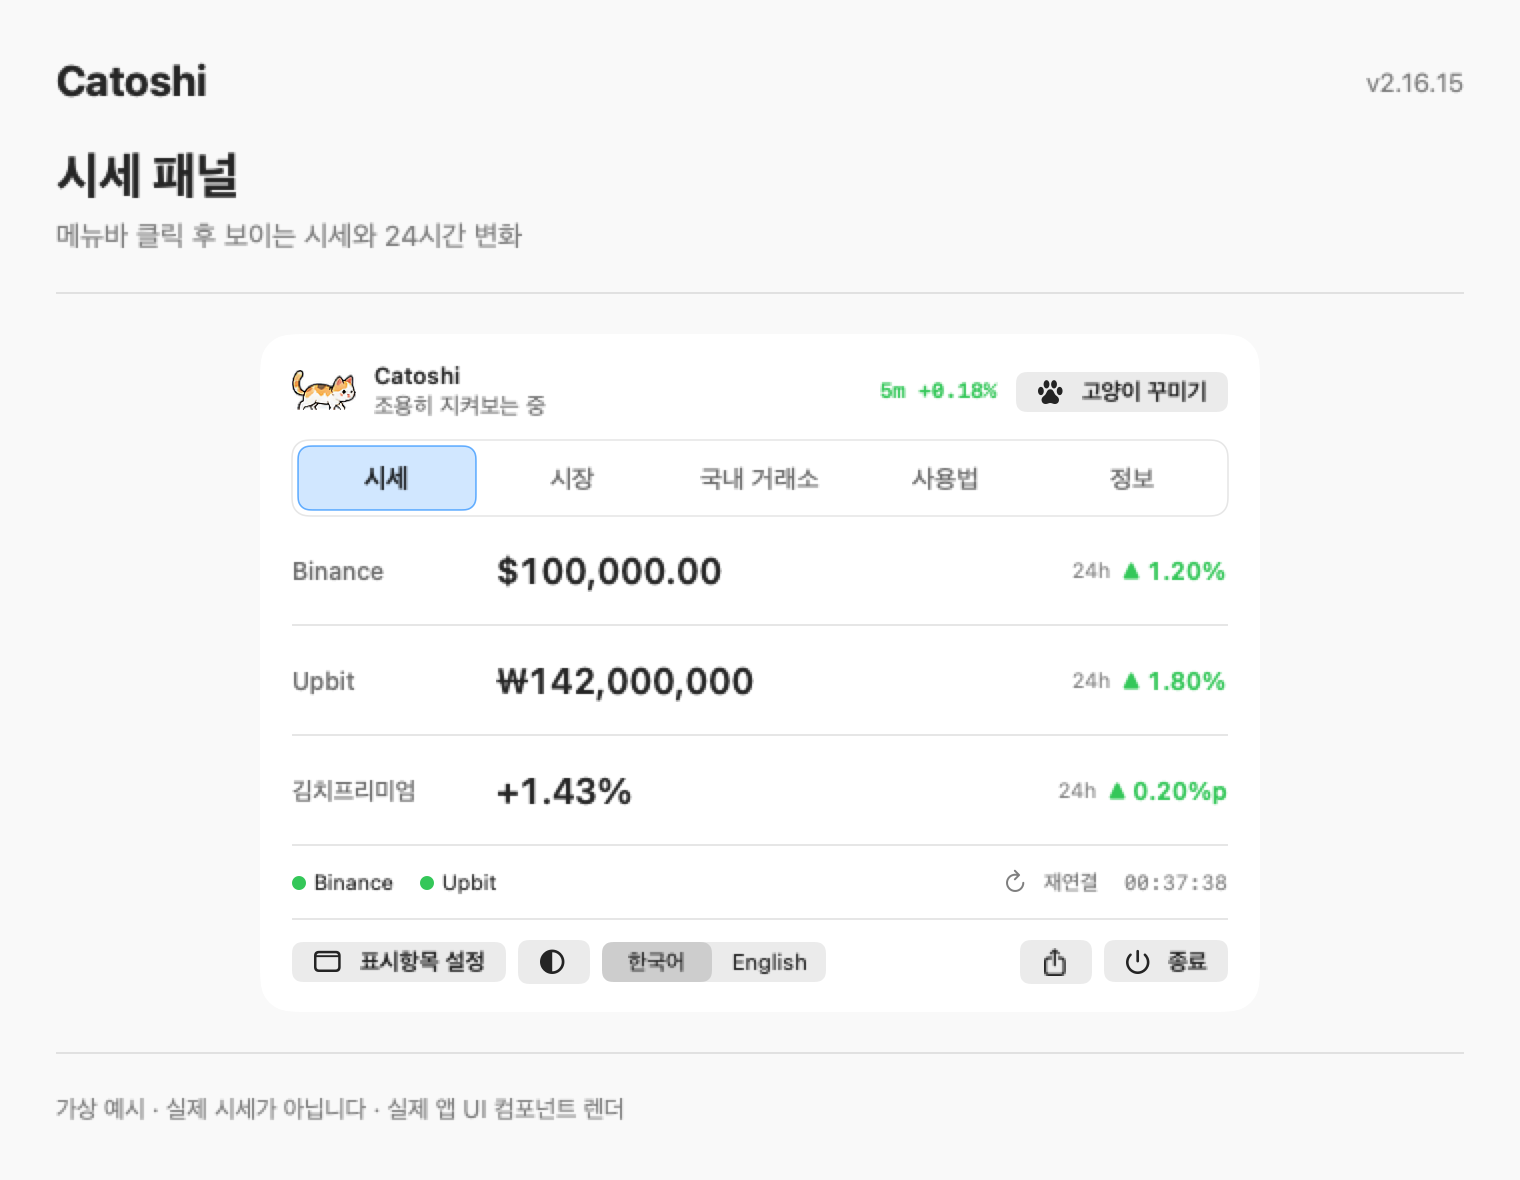 Catoshi
v2.16.15
시세 패널
메뉴바 클릭 후 보이는 시세와 24시간 변화
Catoshi
조용히 지켜보는 중
5m +0.18%
고양이 꾸미기
시세 시장 국내 거래소 사용법 정보
Binance $100,000.00 24h ▲ 1.20%
Upbit ₩142,000,000 24h ▲ 1.80%
김치프리미엄 +1.43% 24h ▲ 0.20%p
Binance Upbit 재연결 00:37:38
표시항목 설정 한국어 English 종료
가상 예시 · 실제 시세가 아닙니다 · 실제 앱 UI 컴포넌트 렌더